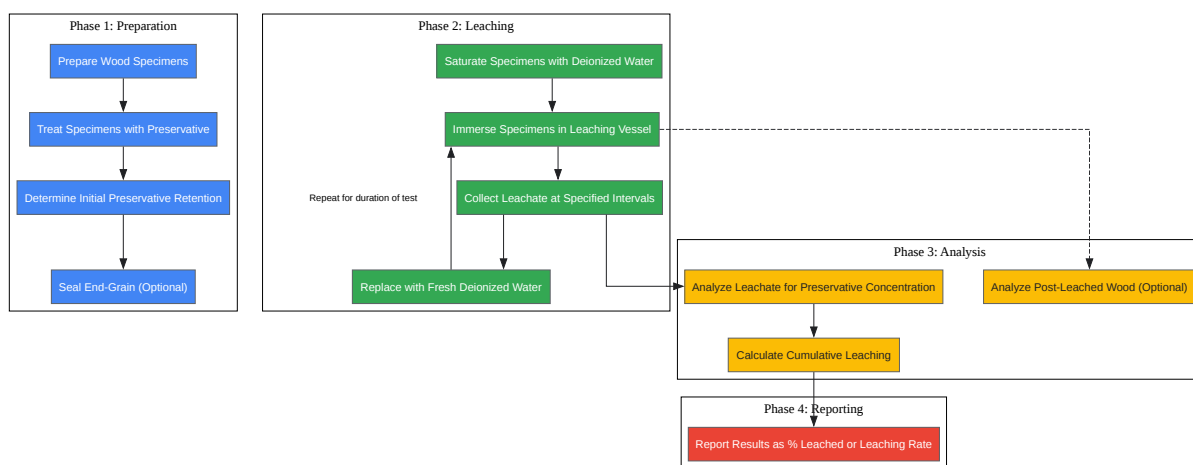 Phase 1: Preparation
Prepare Wood Specimens
Treat Specimens with Preservative
Determine Initial Preservative Retention
Seal End-Grain (Optional)
Phase 2: Leaching
Saturate Specimens with Deionized Water
Immerse Specimens in Leaching Vessel
Repeat for duration of test
Collect Leachate at Specified Intervals
Replace with Fresh Deionized Water
Phase 3: Analysis
Analyze Leachate for Preservative Concentration
Analyze Post-Leached Wood (Optional)
Calculate Cumulative Leaching
Phase 4: Reporting
Report Results as % Leached or Leaching Rate